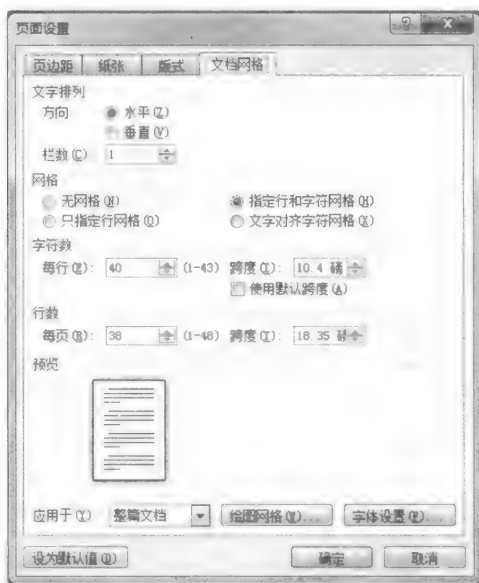 页面设置
页边距 纸张 版式 文档网格
文字排列
方向 水平(Z)
垂直(V)
栏数(C) 1
网格
无网格(N) 指定行和字符网格(H)
只指定行网格(O) 文字对齐字符网格(X)
字符数
每行(E): 40 (1-43) 跨度(I): 10.4 磅
使用默认跨度(A)
行数
每页(R): 38 (1-48) 跨度(T): 18.35 磅
预览
应用于(Y) 整篇文档 绘图网格(W)... 字体设置(F)...
设为默认值(D) 确定 取消